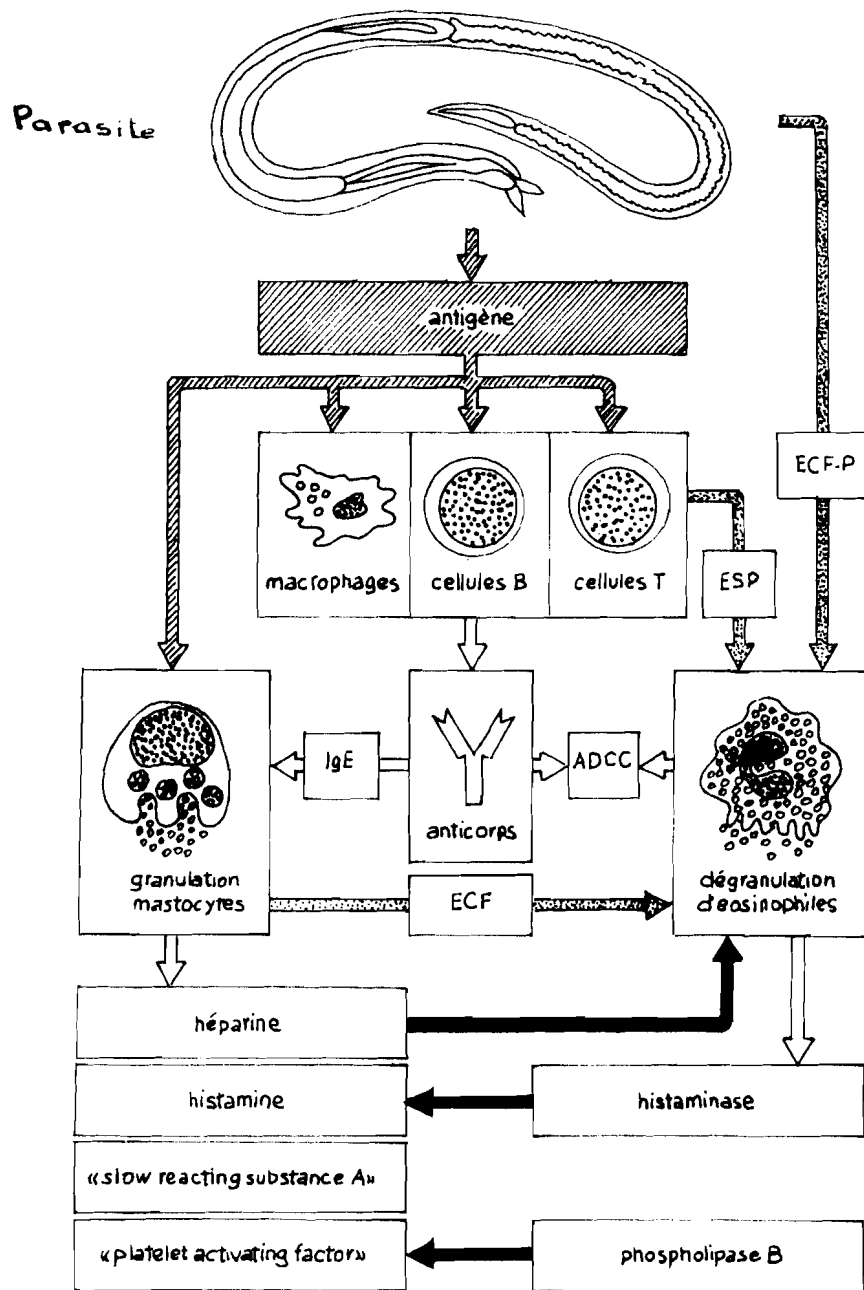 Parasite
antigène
ECF-P
macrophages
cellules B
cellules T
ESP
IgE
ADCC
anticorps
granulation
mastocytes
ECF
dégranulation
d'eosinophiles
héparine
histamine
histaminase
«slow reacting substance A»
«platelet activating factor»
phospholipase B